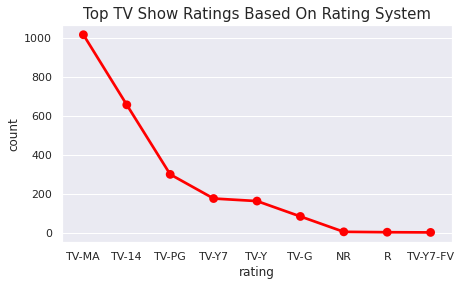 Top TV Show Ratings Based On Rating System
1000
800
600
400
200
0
count
TV-MA TV-14 TV-PG TV-Y7 TV-Y TV-G NR R TV-Y7-FV
rating